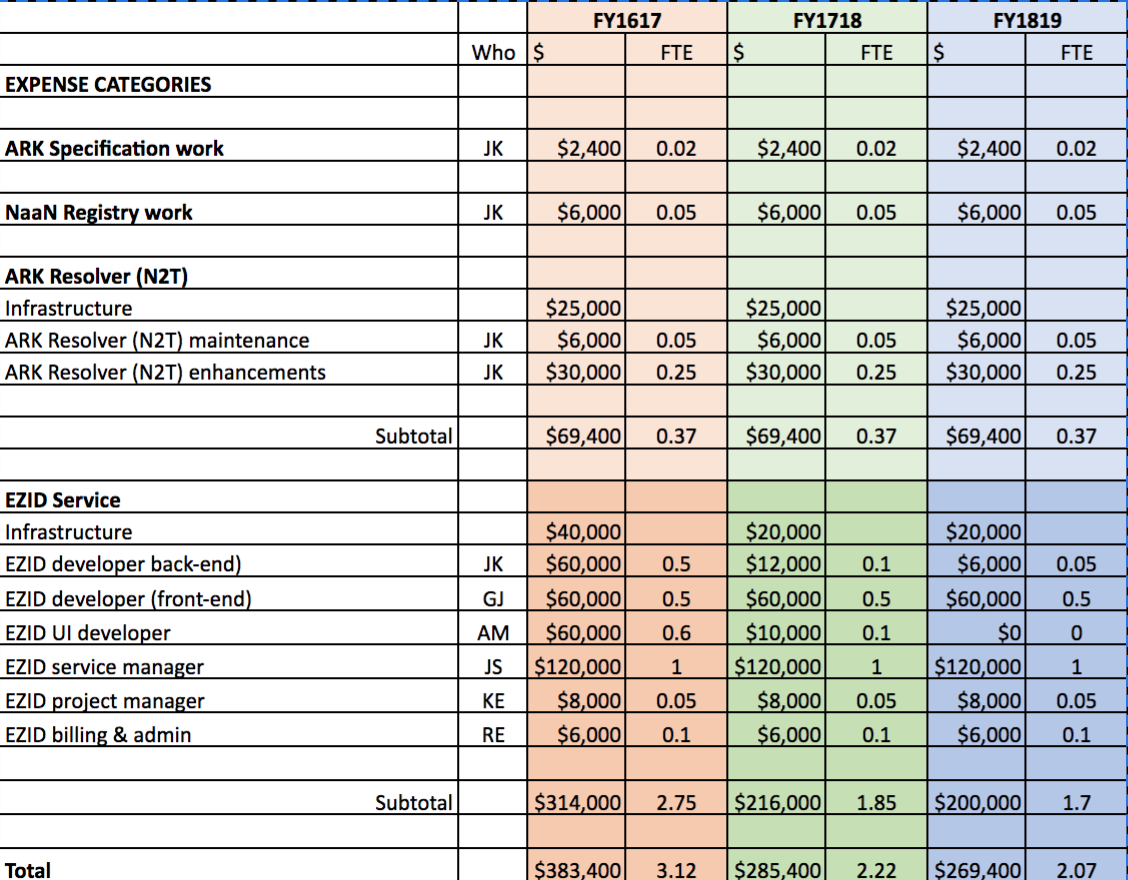 FY1617 FY1718 FY1819
Who $ FTE $ FTE $ FTE
EXPENSE CATEGORIES
ARK Specification work JK $2,400 0.02 $2,400 0.02 $2,400 0.02
NaaN Registry work JK $6,000 0.05 $6,000 0.05 $6,000 0.05
ARK Resolver (N2T)
Infrastructure $25,000 $25,000 $25,000
ARK Resolver (N2T) maintenance JK $6,000 0.05 $6,000 0.05 $6,000 0.05
ARK Resolver (N2T) enhancements JK $30,000 0.25 $30,000 0.25 $30,000 0.25
Subtotal $69,400 0.37 $69,400 0.37 $69,400 0.37
EZID Service
Infrastructure $40,000 $20,000 $20,000
EZID developer back-end) JK $60,000 0.5 $12,000 0.1 $6,000 0.05
EZID developer (front-end) GJ $60,000 0.5 $60,000 0.5 $60,000 0.5
EZID UI developer AM $60,000 0.6 $10,000 0.1 $0 0
EZID service manager JS $120,000 1 $120,000 1 $120,000 1
EZID project manager KE $8,000 0.05 $8,000 0.05 $8,000 0.05
EZID billing & admin RE $6,000 0.1 $6,000 0.1 $6,000 0.1
Subtotal $314,000 2.75 $216,000 1.85 $200,000 1.7
Total $383,400 3.12 $285,400 2.22 $269,400 2.07